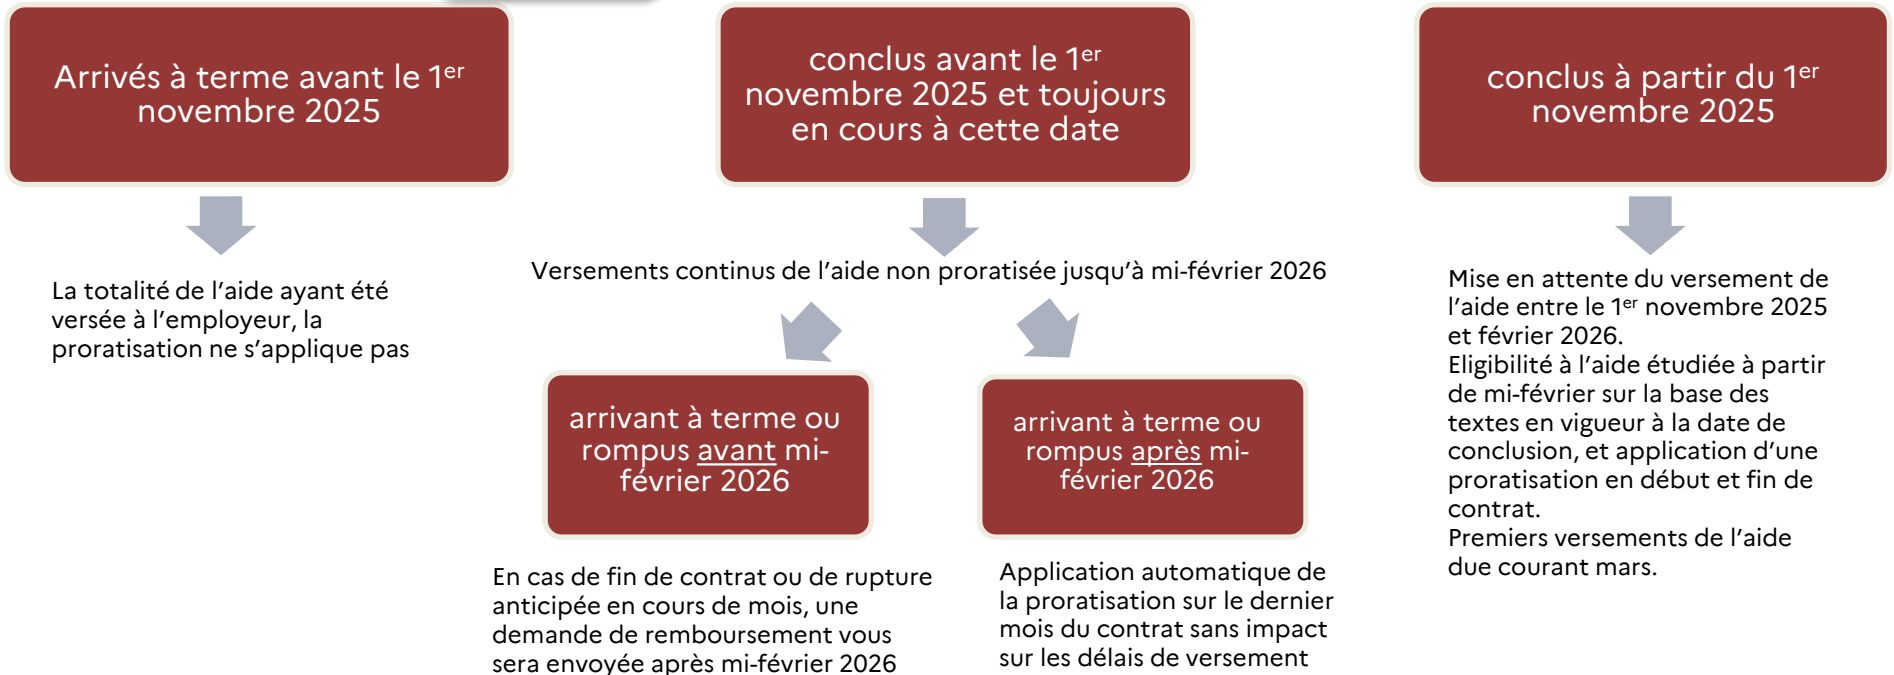 Arrivés à terme avant le 1er
novembre 2025
conclus avant le 1er
novembre 2025 et toujours
en cours à cette date
conclus à partir du 1er
novembre 2025
La totalité de l’aide ayant été
versée à l’employeur, la
proratisation ne s’applique pas
Versements continus de l’aide non proratisée jusqu’à mi-février 2026
arrivant à terme ou
rompus avant mi-
février 2026
En cas de fin de contrat ou de rupture
anticipée en cours de mois, une
demande de remboursement vous
sera envoyée après mi-février 2026
arrivant à terme ou
rompus après mi-
février 2026
Application automatique de
la proratisation sur le dernier
mois du contrat sans impact
sur les délais de versement
Mise en attente du versement de
l’aide entre le 1er novembre 2025
et février 2026.
Eligibilité à l’aide étudiée à partir
de mi-février sur la base des
textes en vigueur à la date de
conclusion, et application d’une
proratisation en début et fin de
contrat.
Premiers versements de l’aide
due courant mars.